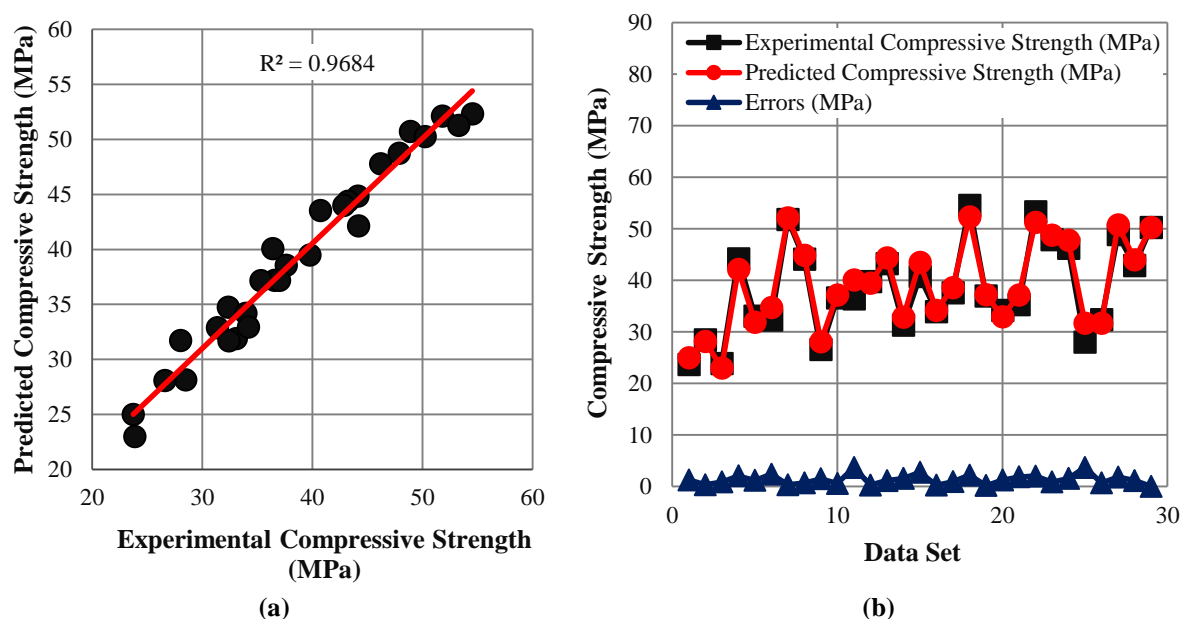 R² = 0.9684
Predicted Compressive Strength (MPa)
60
55
50
45
40
35
30
25
20
20 30 40 50 60
Experimental Compressive Strength
(MPa)
(a)
Experimental Compressive Strength (MPa)
Predicted Compressive Strength (MPa)
Errors (MPa)
Compressive Strength (MPa)
90
80
70
60
50
40
30
20
10
0
0 10 20 30
Data Set
(b)